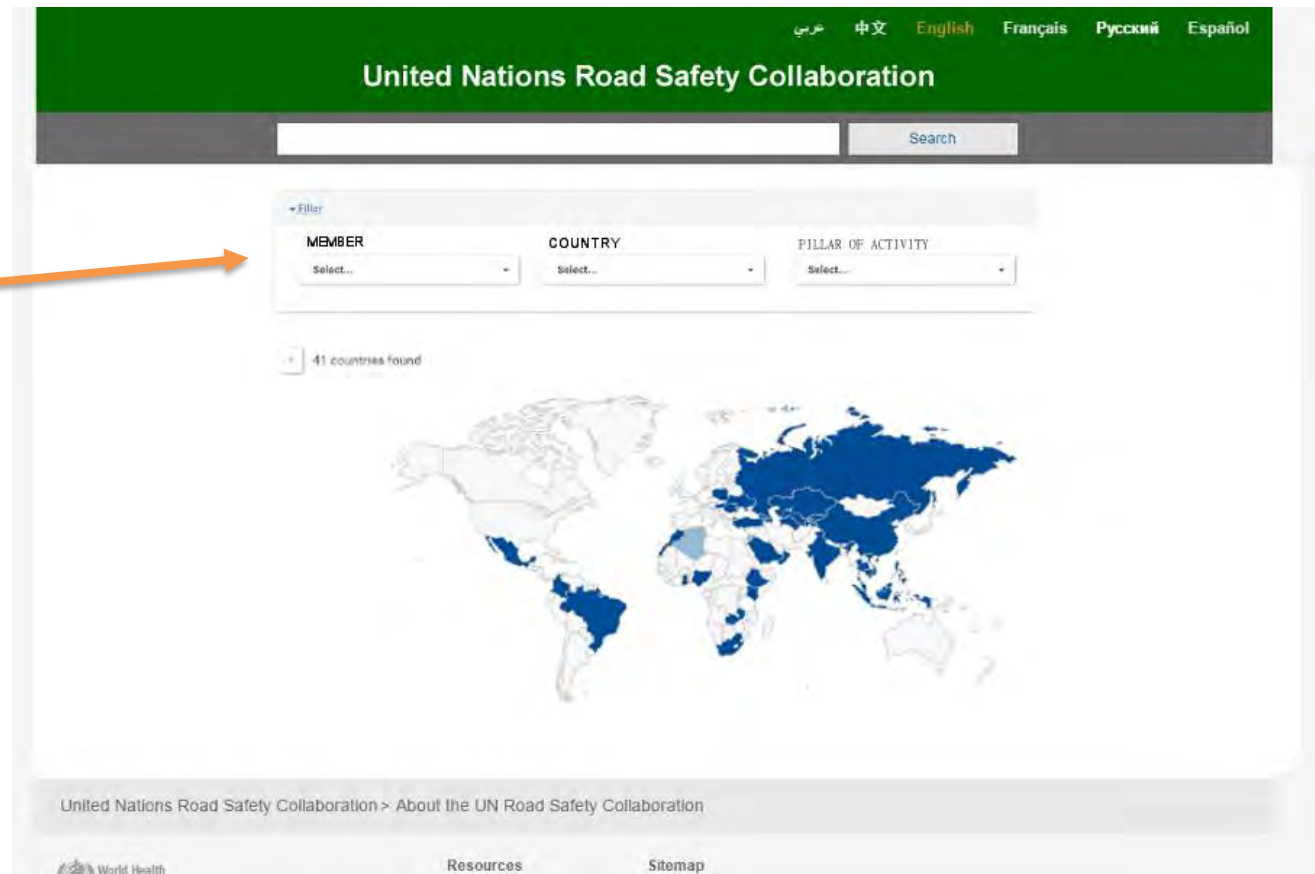 عربي 中文 English Français Русский Español
United Nations Road Safety Collaboration
Search
Filter
MEMBER COUNTRY PILLAR OF ACTIVITY
Select... Select... Select...
41 countries found
United Nations Road Safety Collaboration > About the UN Road Safety Collaboration
World Health Resources Sitemap